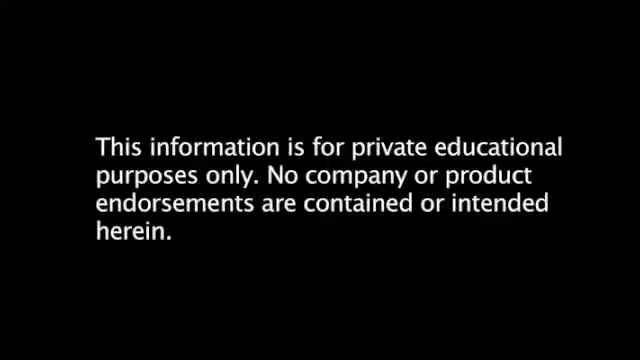 This information is for private educational
purposes only. No company or product
endorsements are contained or intended
herein.